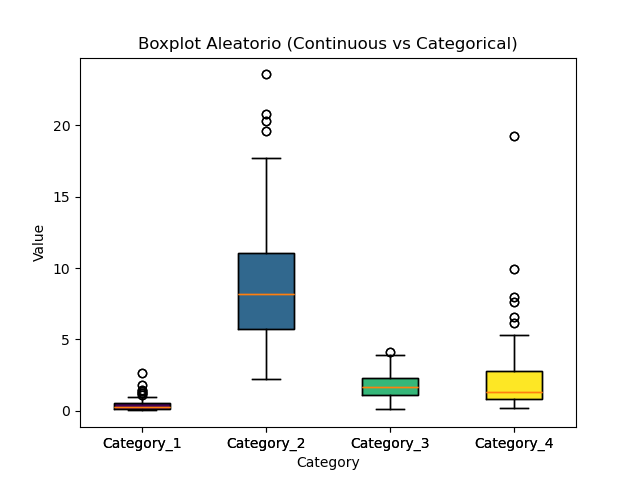 Boxplot Aleatorio (Continuous vs Categorical)
Value
20
15
10
5
0
Category_1 Category_2 Category_3 Category_4
Category